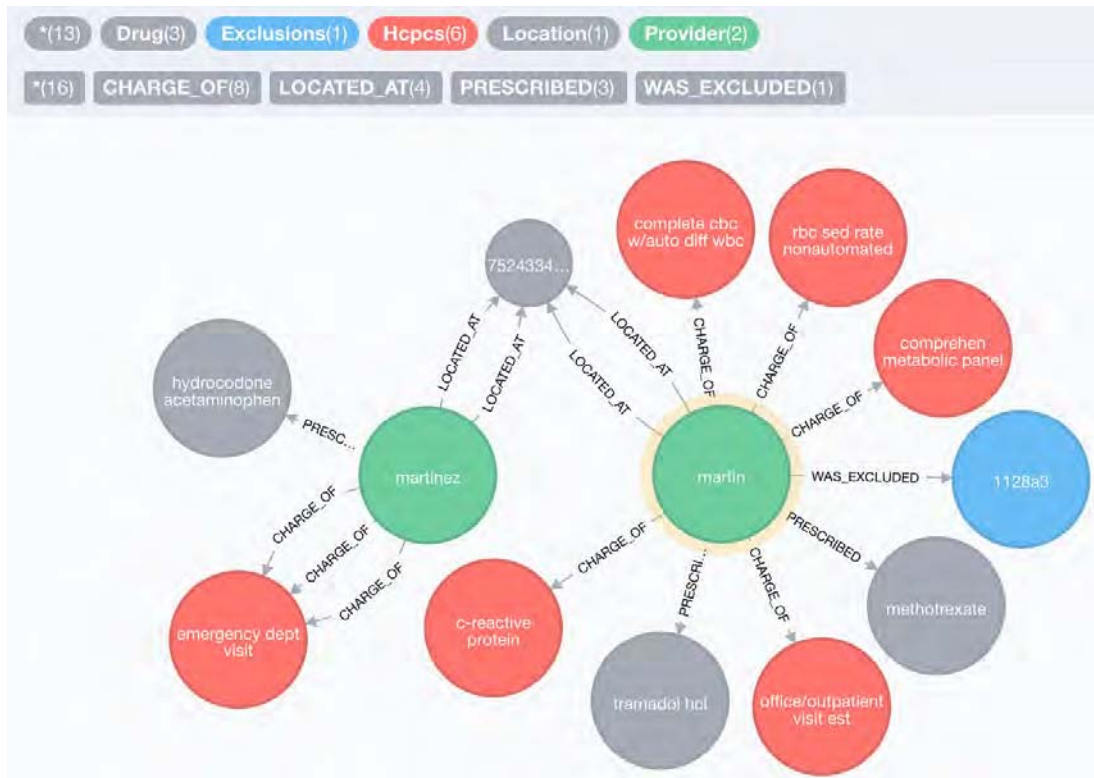 *(13) Drug(3) Exclusions(1) Hcpcs(6) Location(1) Provider(2)
*(16) CHARGE_OF(8) LOCATED_AT(4) PRESCRIBED(3) WAS_EXCLUDED(1)
complete cbc
w/auto diff wbc
rbc sed rate
nonautomated
7524334...
LOCATED_AT
LOCATED_AT
LOCATED_AT
LOCATED_AT
CHARGE_OF
CHARGE_OF
comprehen
metabolic panel
hydrocodone
acetaminophen
CHARGE_OF
PRESC...
martinez
martin
WAS_EXCLUDED
1128a3
CHARGE_OF
CHARGE_OF
CHARGE_OF
CHARGE_OF
PRESCRI...
CHARGE_OF
PRESCRIBED
methotrexate
emergency dept
visit
c-reactive
protein
tramadol hcl
office/outpatient
visit est